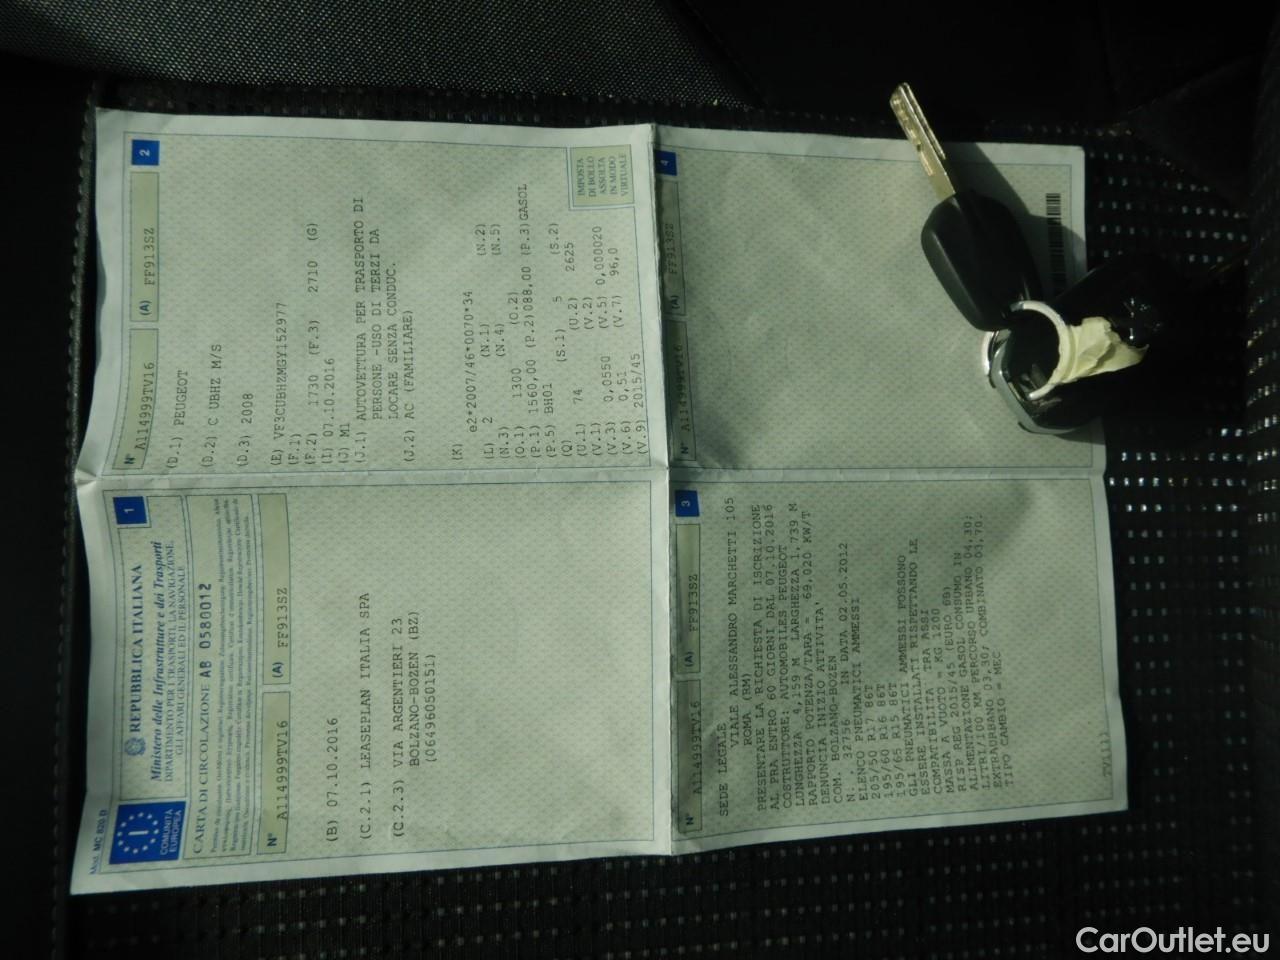 Mod. MC 820 D
COMUNITÀ
EUROPEA
REPUBBLICA ITALIANA
Ministero delle Infrastrutture e dei Trasporti
DIPARTIMENTO PER I TRASPORTI, LA NAVIGAZIONE,
GLI AFFARI GENERALI ED IL PERSONALE
1
CARTA DI CIRCOLAZIONE AB 0580012
N° A114999TV16 (A) FF913SZ
(B) 07.10.2016
(C.2.1) LEASEPLAN ITALIA SPA
(C.2.3) VIA ARGENTIERI 23
BOLZANO-BOZEN (BZ)
(06496050151)
2
N° A114999TV16 (A) FF913SZ
(D.1) PEUGEOT
(D.2) C UBHZ M/S
(D.3) 2008
(E) VF3CUBHZMGY152977
(F.1)
(F.2) 1730 (F.3) 2710 (G)
(I) 07.10.2016
(J) M1
(J.1) AUTOVETTURA PER TRASPORTO DI
PERSONE -USO DI TERZI DA
LOCARE SENZA CONDUC.
(J.2) AC (FAMILIARE)
(K) e2*2007/46*0070*34
(L) 2 (N.1) (N.2)
(N.3) (N.4) (N.5)
(O.1) 1300 (O.2)
(P.1) 1560,00 (P.2)088,00 (P.3)GASOL
(P.5) BH01
(Q) (S.1) 5 (S.2)
(U.1) 74 (U.2) 2625
(V.1) (V.2)
(V.3) 0,0550 (V.5) 0,000020
(V.6) 0,51 (V.7) 96,0
(V.9) 2015/45
IMPOSTA
DI BOLLO
ASSOLTA
IN MODO
VIRTUALE
3
N° A114999TV16 (A) FF913SZ
SEDE LEGALE
VIALE ALESSANDRO MARCHETTI 105
ROMA (RM)
PRESENTARE LA RICHIESTA DI ISCRIZIONE
AL PRA ENTRO 60 GIORNI DAL 07.10.2016
COSTRUTTORE: AUTOMOBILES PEUGEOT
LUNGHEZZA 4,159 M LARGHEZZA 1,739 M
RAPPORTO POTENZA/TARA = 69,020 KW/T
DENUNCIA INIZIO ATTIVITA'
COM. BOLZANO-BOZEN
N. . 32756 IN DATA 02.05.2012
ELENCO PNEUMATICI AMMESSI
205/50 R17 86T
195/60 R16 86T
195/65 R15 86T
GLI PNEUMATICI AMMESSI POSSONO
ESSERE INSTALLATI RISPETTANDO LE
COMPATIBILITA' TRA ASSI
MASSA A VUOTO = KG 1200
RISP REG 2015/45 (EURO 6B)
ALIMENTAZIONE GASOL CONSUMO IN
LITRI/100 KM PERCORSO URBANO 04,30;
EXTRAURBANO 03,30; COMBINATO 03,70.
TIPO CAMBIO = MEC
4
N° A114999TV16 (A) FF913SZ
CarOutlet.eu